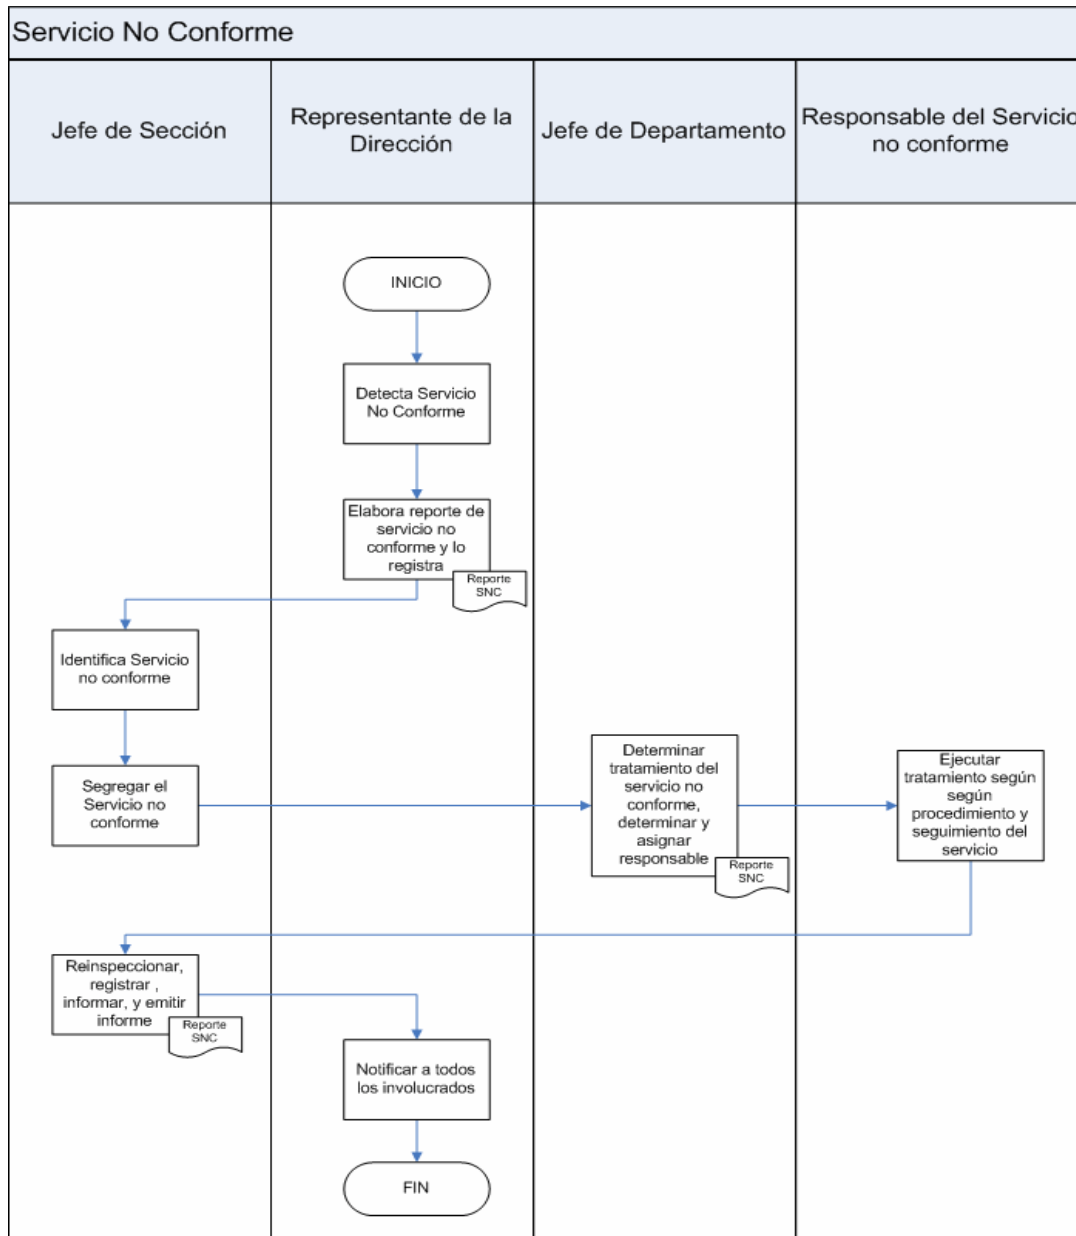 Servicio No Conforme
Jefe de Sección
Representante de la
Dirección
Jefe de Departamento
Responsable del Servicio
no conforme
INICIO
Detecta Servicio
No Conforme
Elabora reporte de
servicio no
conforme y lo
registra
Reporte
SNC
Identifica Servicio
no conforme
Segregar el
Servicio no
conforme
Determinar
tratamiento del
servicio no
conforme,
determinar y
asignar
responsable
Reporte
SNC
Ejecutar
tratamiento según
según
procedimiento y
seguimiento del
servicio
Reinspeccionar,
registrar ,
informar, y emitir
informe
Reporte
SNC
Notificar a todos
los involucrados
FIN